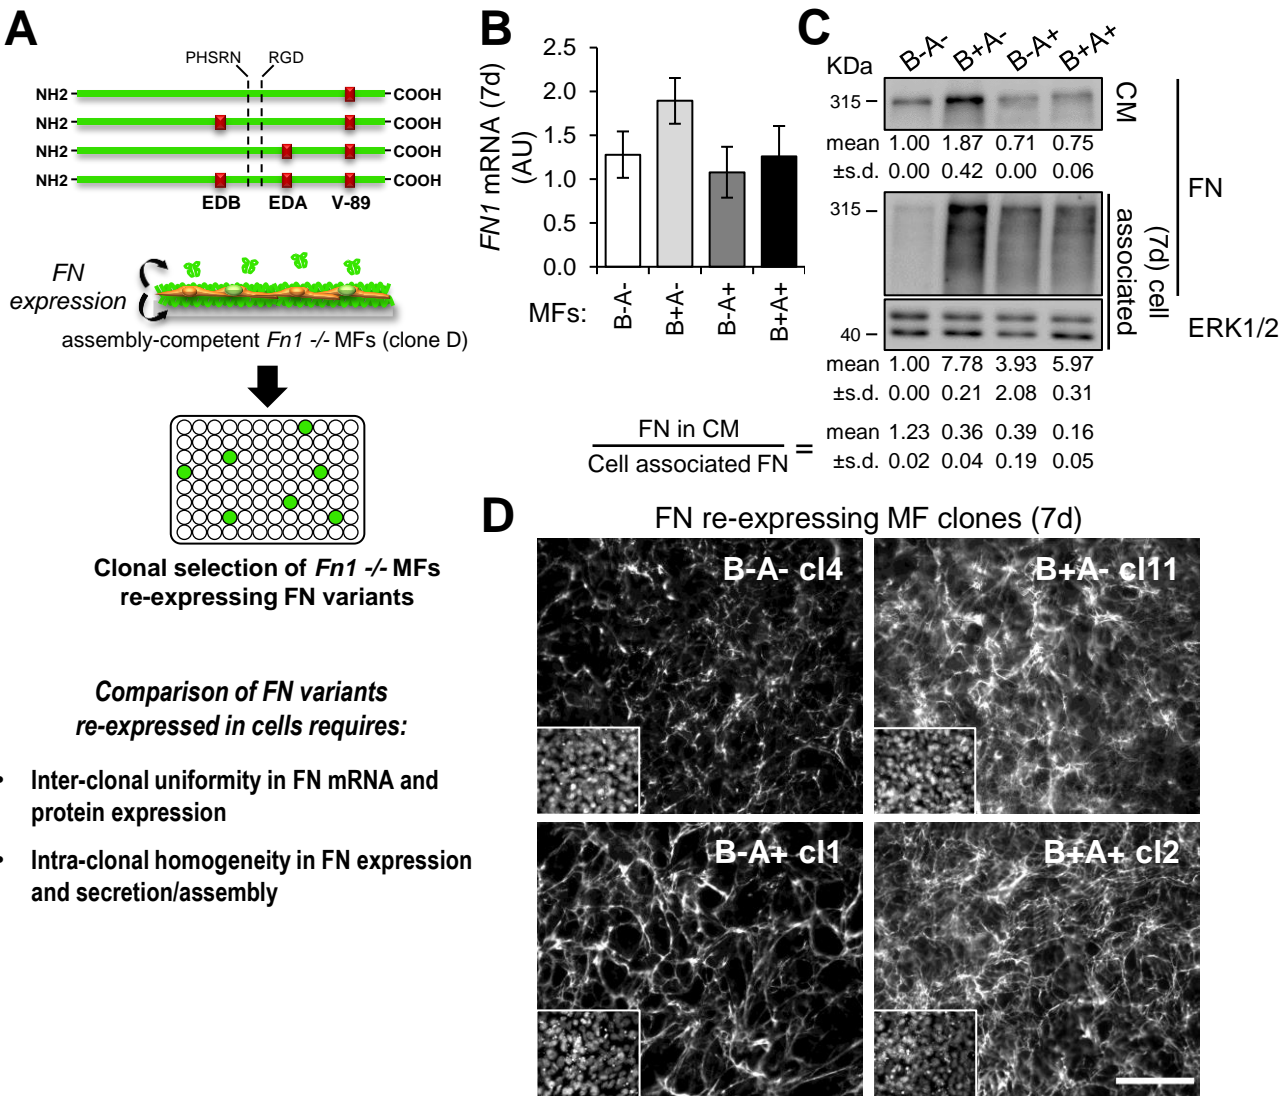 A
PHSRN
RGD
NH2
COOH
NH2
COOH
NH2
COOH
NH2
COOH
EDB
EDA
V-89
FN
expression
assembly-competent Fn1 -/- MFs (clone D)
Clonal selection of Fn1 -/- MFs
re-expressing FN variants
Comparison of FN variants
re-expressed in cells requires:
• Inter-clonal uniformity in FN mRNA and
protein expression
• Intra-clonal homogeneity in FN expression
and secretion/assembly
B
FN1 mRNA (7d)
(AU)
2.5
2.0
1.5
1.0
0.5
0.0
MFs:
B-A-
B+A-
B-A+
B+A+
C
KDa
B-A-
B+A-
B-A+
B+A+
315
CM
mean 1.00 1.87 0.71 0.75
±s.d. 0.00 0.42 0.00 0.06
315
FN
(7d) cell
associated
40
ERK1/2
mean 1.00 7.78 3.93 5.97
±s.d. 0.00 0.21 2.08 0.31
FN in CM
Cell associated FN
=
mean 1.23 0.36 0.39 0.16
±s.d. 0.02 0.04 0.19 0.05
D
FN re-expressing MF clones (7d)
B-A- cl4
B+A- cl11
B-A+ cl1
B+A+ cl2